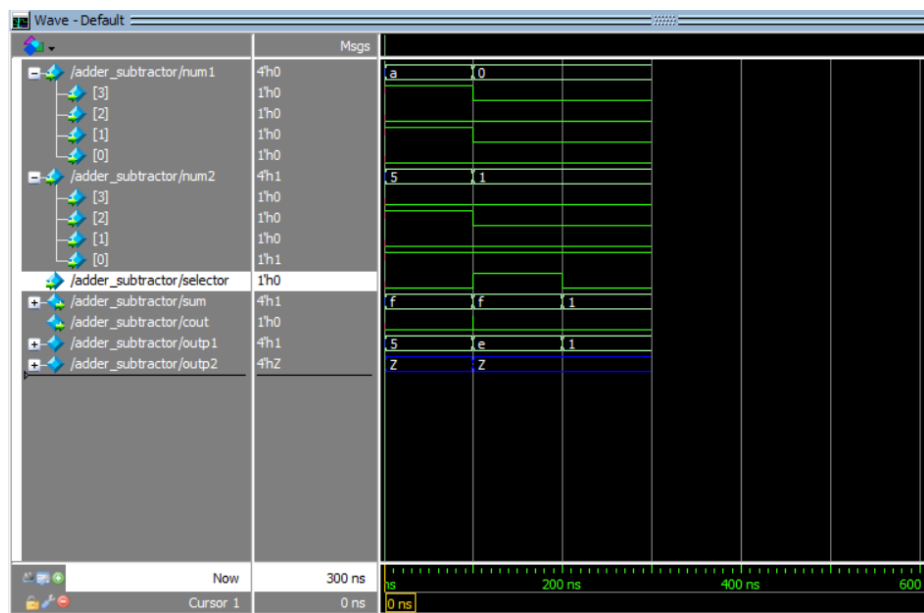 Wave - Default
Msgs
/adder_subtractor/num1 4'h0 a 0
[3] 1'h0
[2] 1'h0
[1] 1'h0
[0] 1'h0
/adder_subtractor/num2 4'h1 5 1
[3] 1'h0
[2] 1'h0
[1] 1'h0
[0] 1'h1
/adder_subtractor/selector 1'h0
/adder_subtractor/sum 4'h1 f f 1
/adder_subtractor/cout 1'h0
/adder_subtractor/outp1 4'h1 5 e 1
/adder_subtractor/outp2 4'hZ Z Z
Now 300 ns ns 200 ns 400 ns 600
Cursor 1 0 ns 0 ns